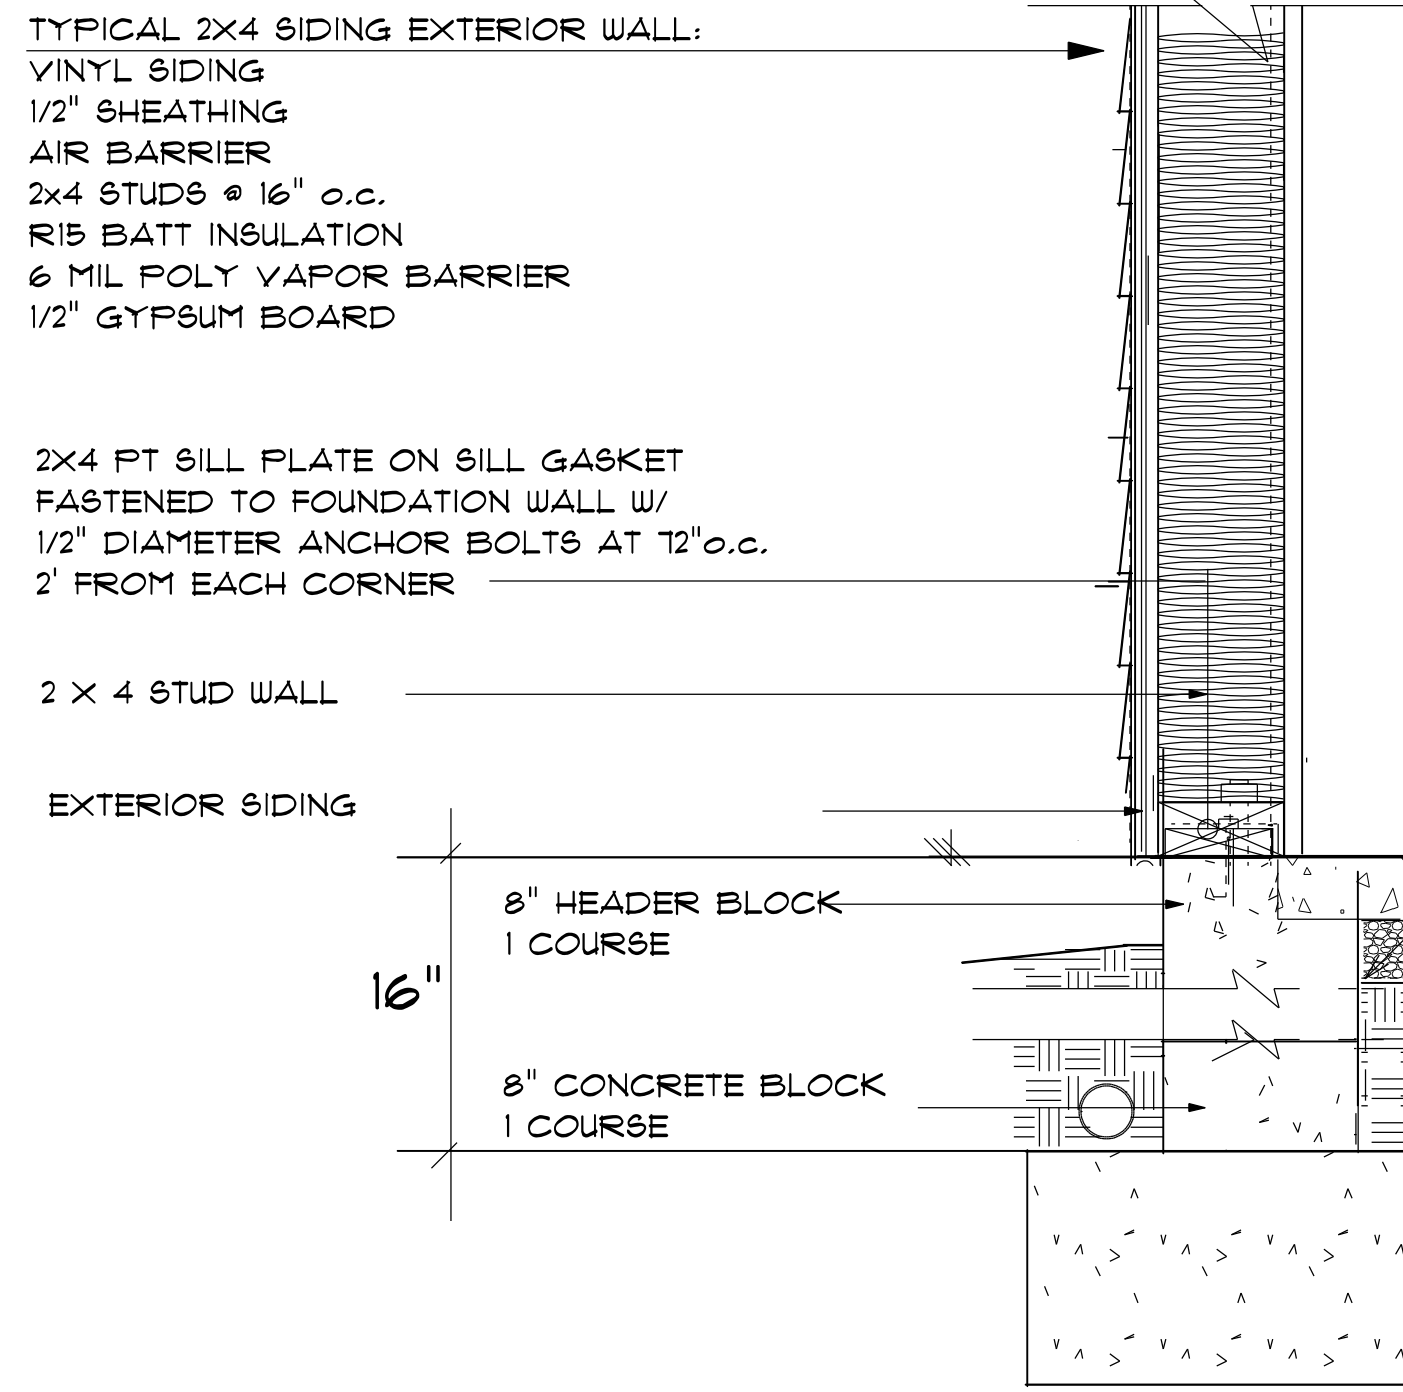 TYPICAL 2X4 SIDING EXTERIOR WALL:
VINYL SIDING
1/2" SHEATHING
AIR BARRIER
2x4 STUDS @ 16" o.c.
R15 BATT INSULATION
6 MIL POLY VAPOR BARRIER
1/2" GYPSUM BOARD
2X4 PT SILL PLATE ON SILL GASKET
FASTENED TO FOUNDATION WALL W/
1/2" DIAMETER ANCHOR BOLTS AT 72"o.c.
2' FROM EACH CORNER
2 X 4 STUD WALL
EXTERIOR SIDING
8" HEADER BLOCK
1 COURSE
16"
8" CONCRETE BLOCK
1 COURSE